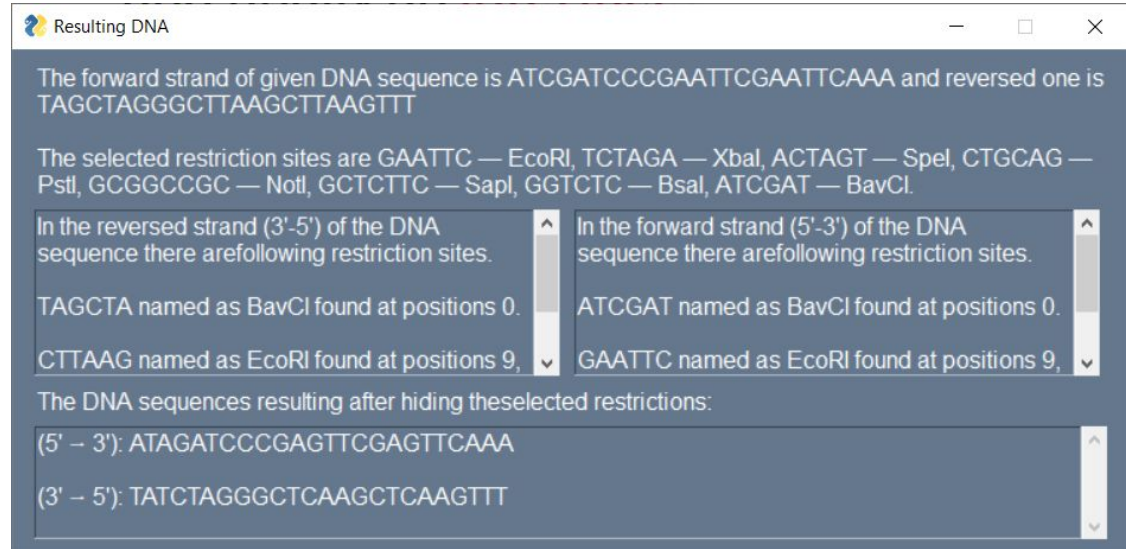 Resulting DNA
The forward strand of given DNA sequence is ATCGATCCCGAATTCGAATTCAAA and reversed one is
TAGCTAGGGCTTAAGCTTAAGTTT
The selected restriction sites are GAATTC — EcoRI, TCTAGA — XbaI, ACTAGT — SpeI, CTGCAG —
PstI, GCGGCCGC — NotI, GCTCTTC — SapI, GGTCTC — BsaI, ATCGAT — BavCI.
In the reversed strand (3'-5') of the DNA
sequence there arefollowing restriction sites.
TAGCTA named as BavCI found at positions 0.
CTTAAG named as EcoRI found at positions 9,
In the forward strand (5'-3') of the DNA
sequence there arefollowing restriction sites.
ATCGAT named as BavCI found at positions 0.
GAATTC named as EcoRI found at positions 9,
The DNA sequences resulting after hiding theselected restrictions:
(5' → 3'): ATAGATCCCGAGTTCGAGTTCAAA
(3' → 5'): TATCTAGGGCTCAAGCTCAAGTTT